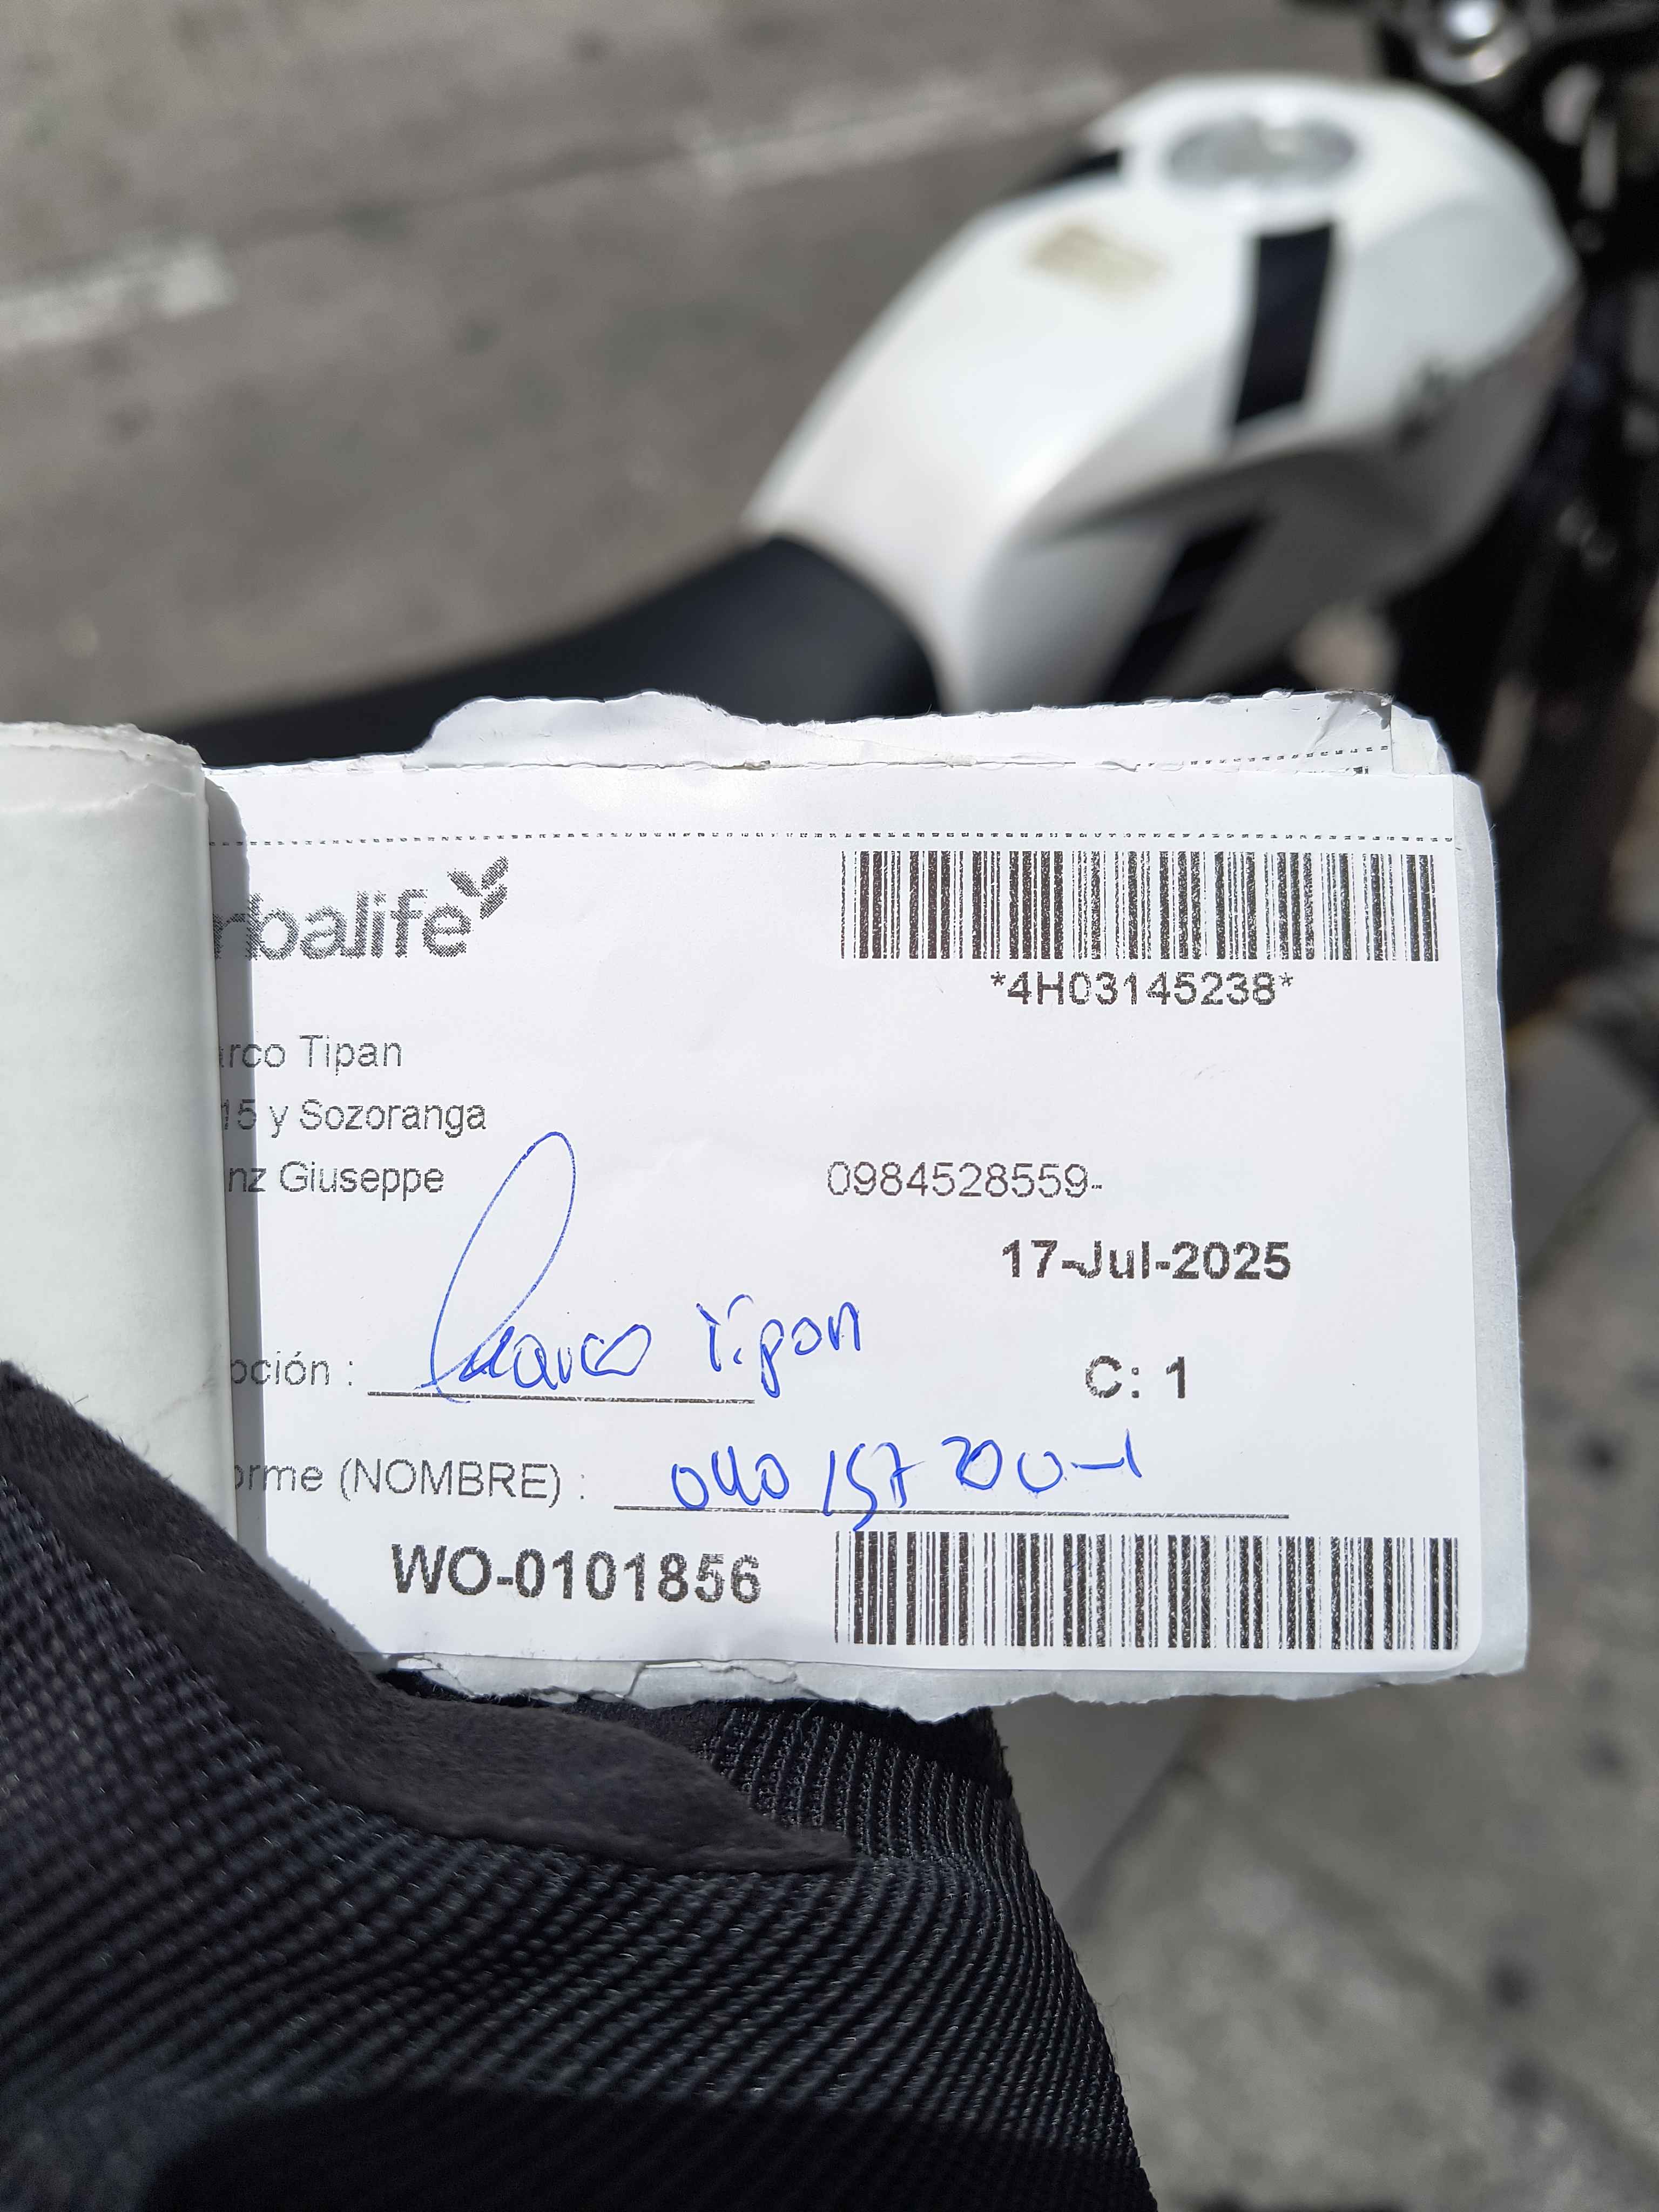 rbalife
*4H03145238*
arco Tipan
15 y Sozoranga
nz Giuseppe 0984528559-
17-Jul-2025
pción : Marco Tipan
C: 1
orme (NOMBRE) : 040157200-1
WO-0101856